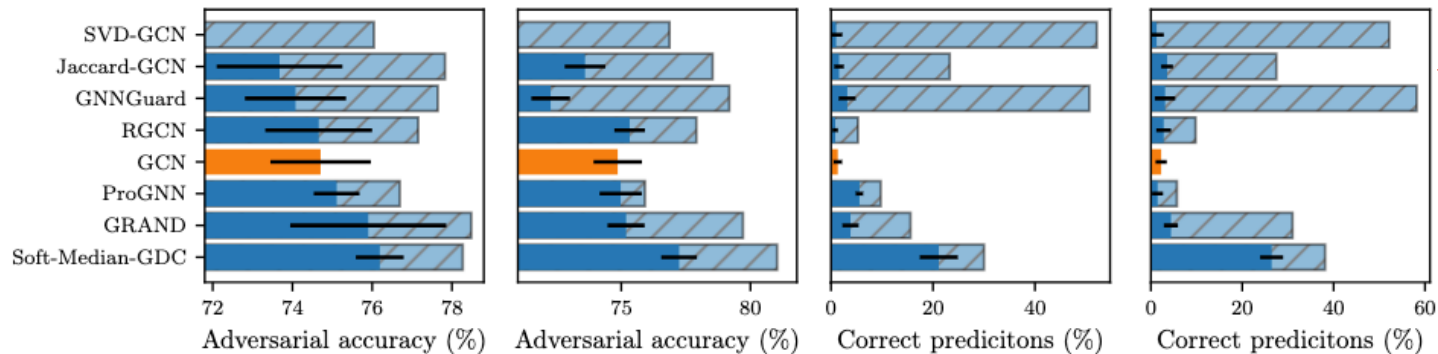 SVD-GCN
Jaccard-GCN
GNNGuard
RGCN
GCN
ProGNN
GRAND
Soft-Median-GDC
72 74 76 78
75 80
0 20 40
0 20 40 60
Adversarial accuracy (%)
Adversarial accuracy (%)
Correct predicitons (%)
Correct predicitons (%)